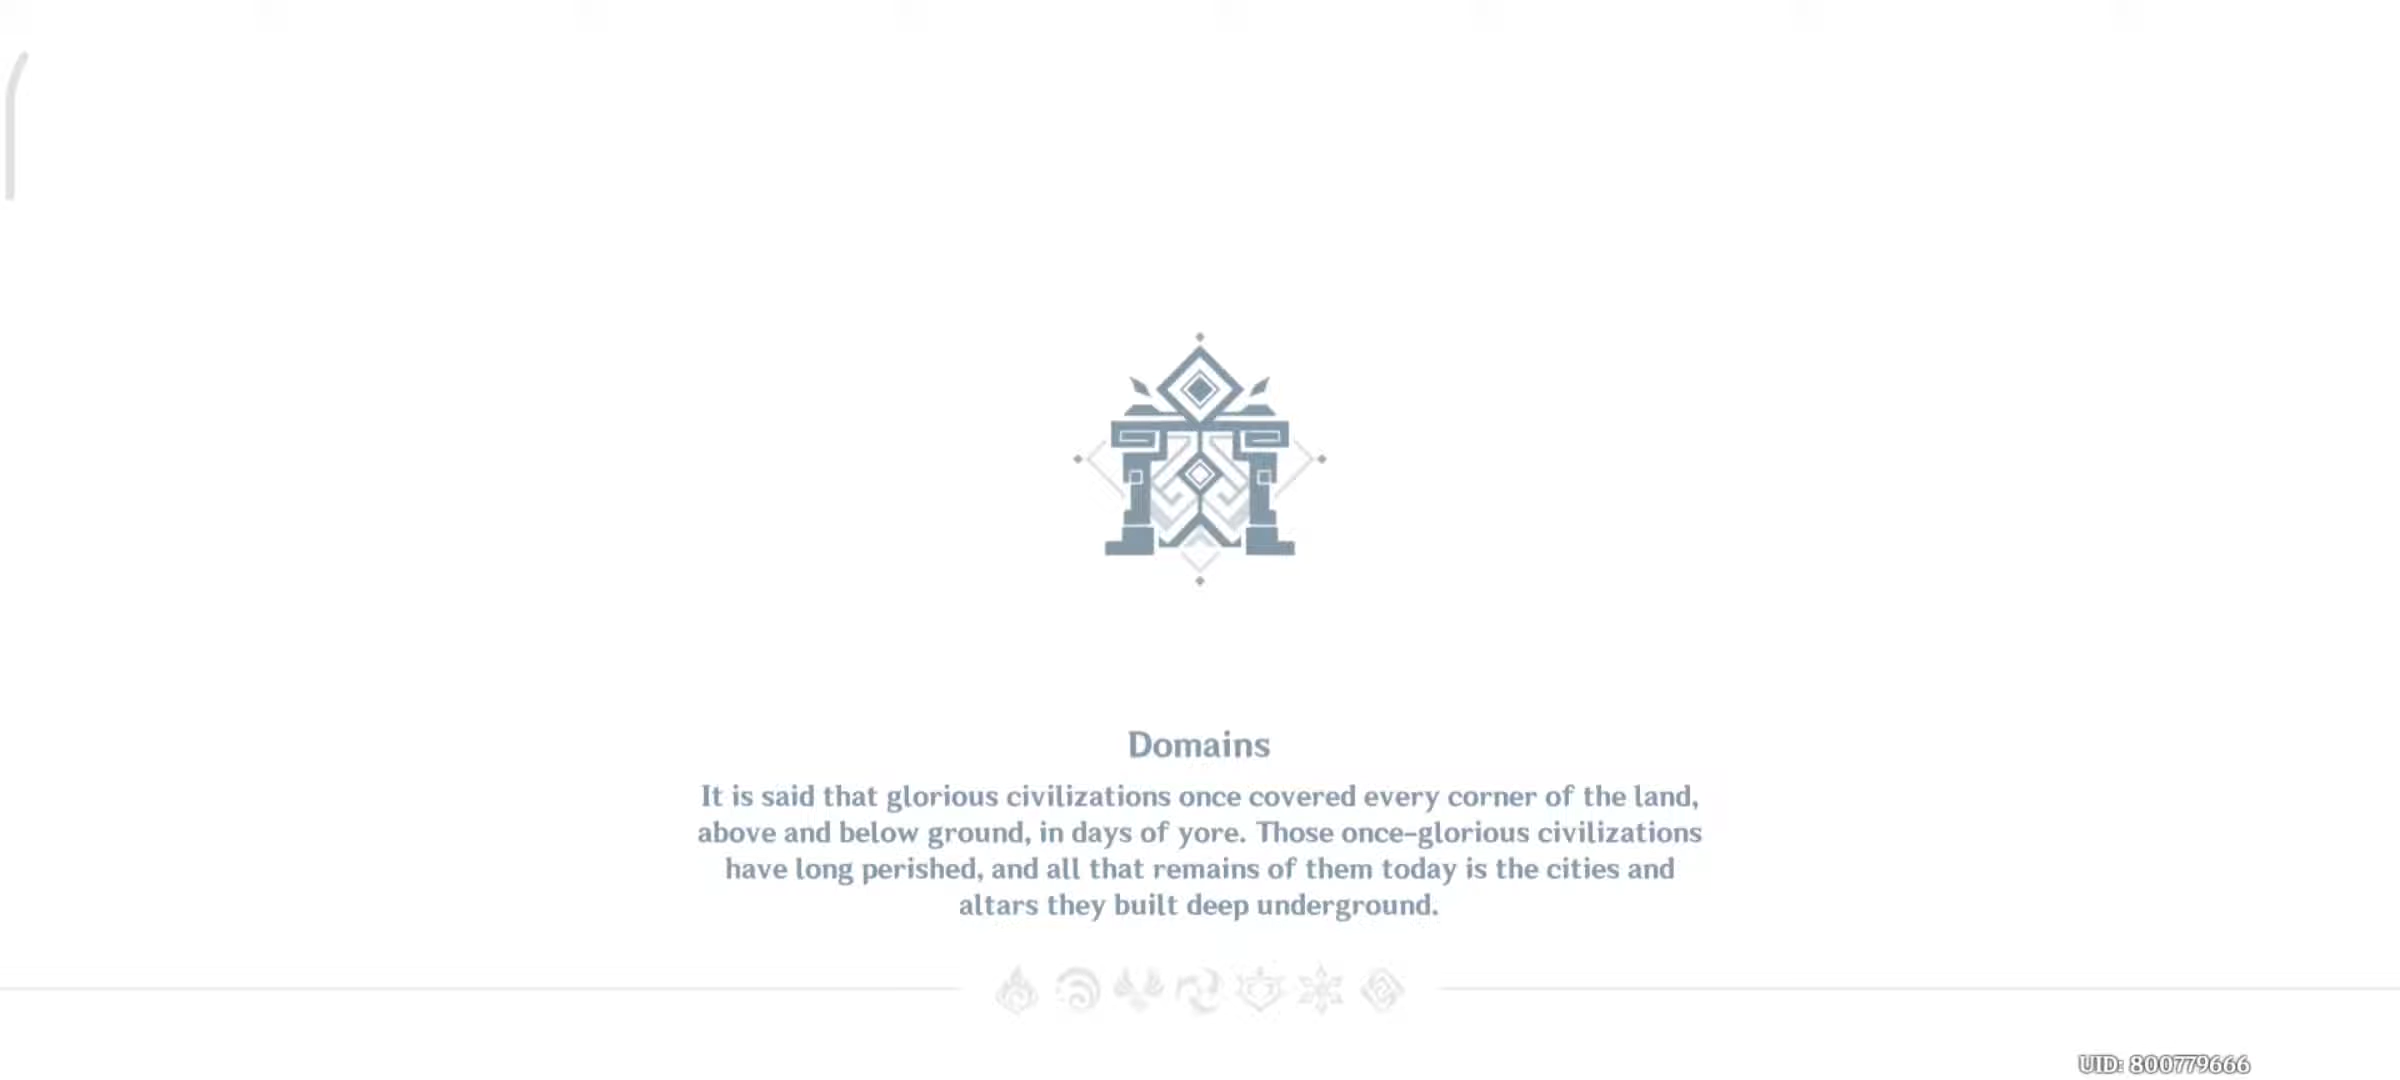 Domains
It is said that glorious civilizations once covered every corner of the land,
above and below ground, in days of yore. Those once-glorious civilizations
have long perished, and all that remains of them today is the cities and
altars they built deep underground.
UID: 800779666